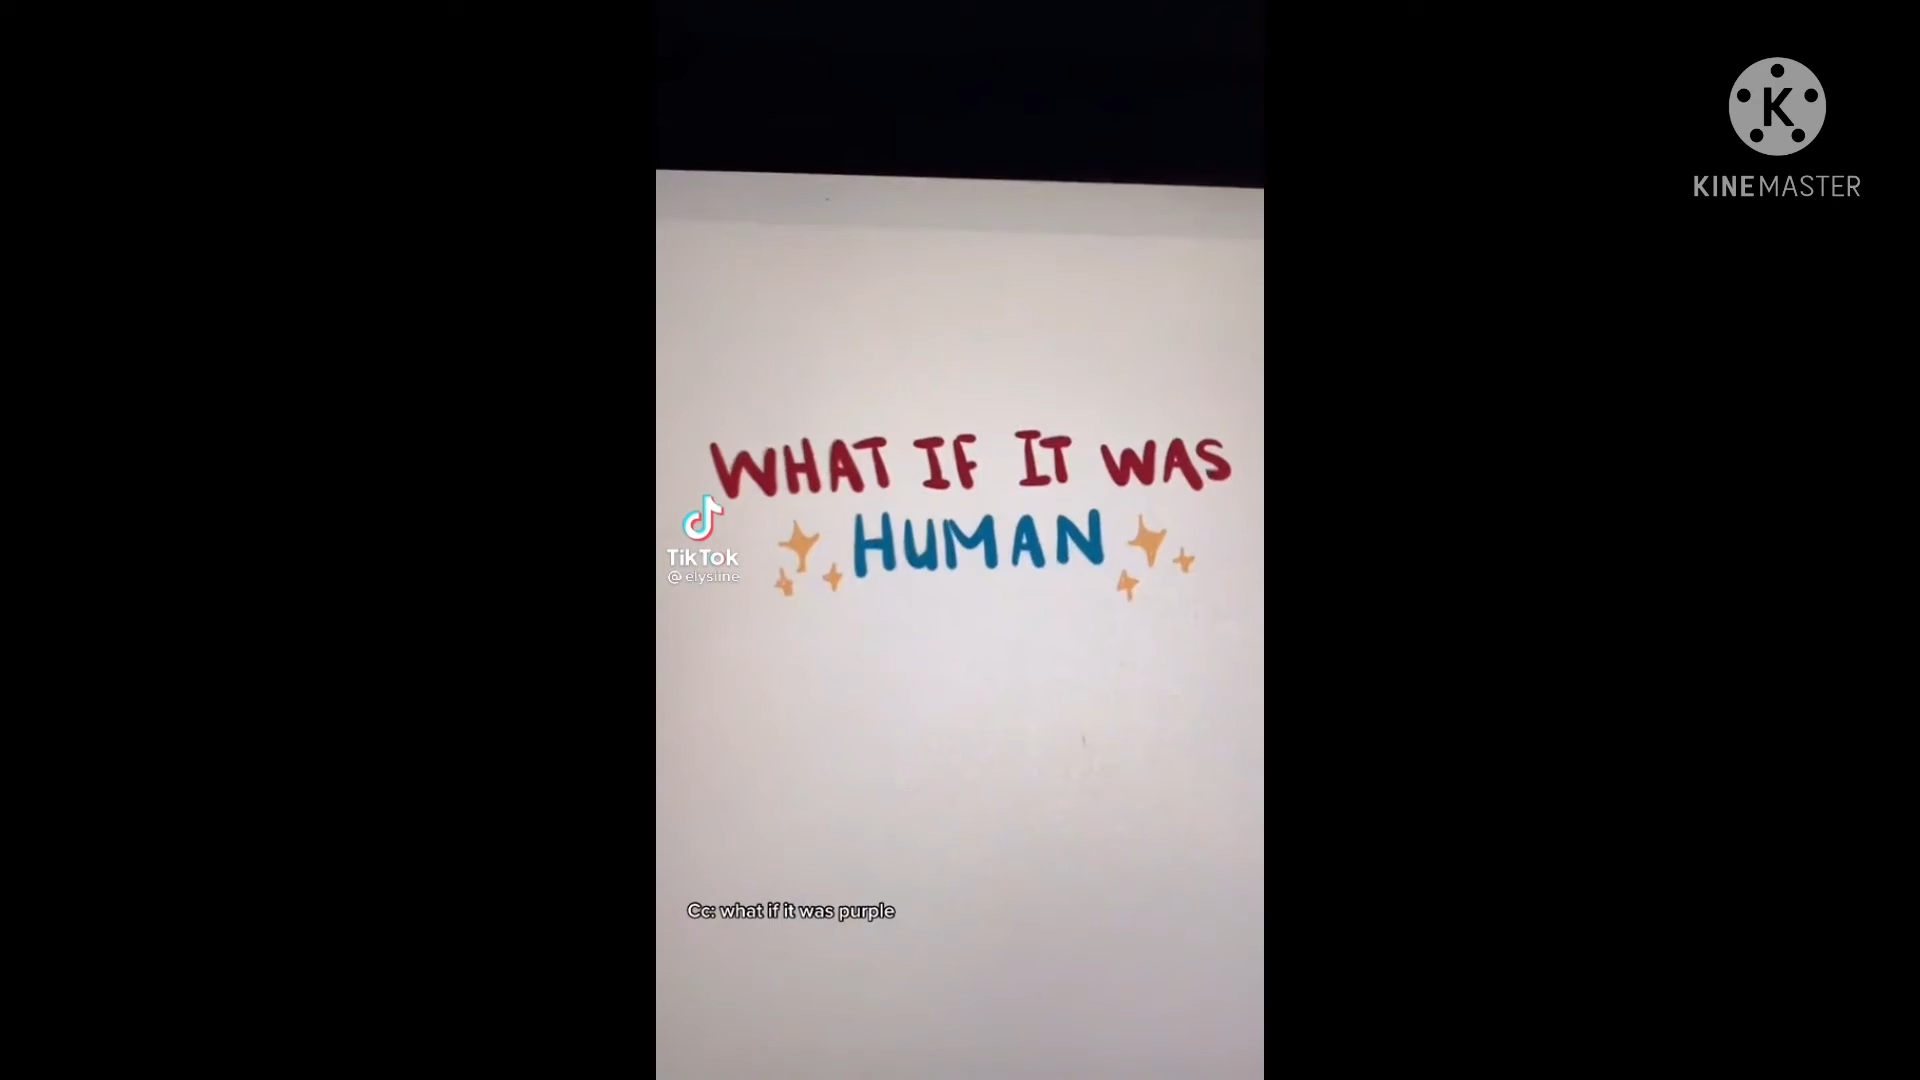 K
KINEMASTER
WHAT IF IT WAS
HUMAN
TikTok
@elysiine
Cc: what if it was purple